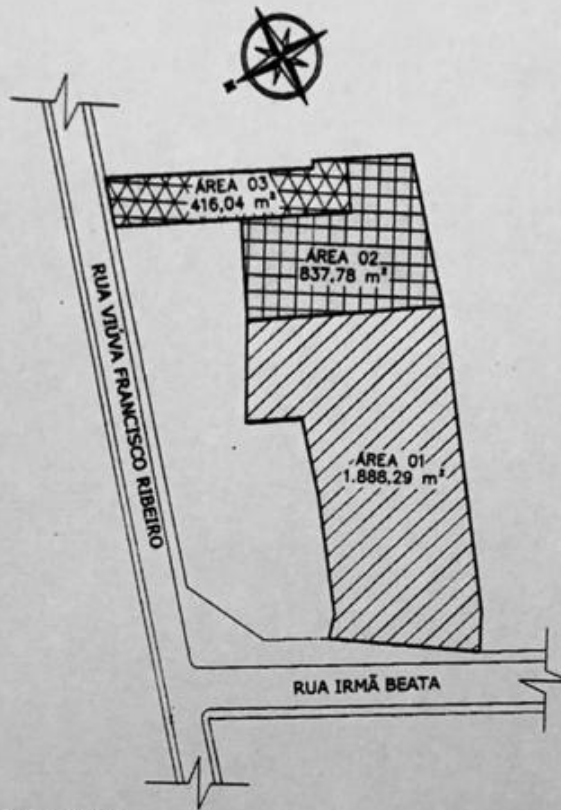 ÁREA 03
416,04 m²
ÁREA 02
837,78 m²
RUA VIÚVA FRANCISCO RIBEIRO
ÁREA 01
1.888,29 m²
RUA IRMÃ BEATA